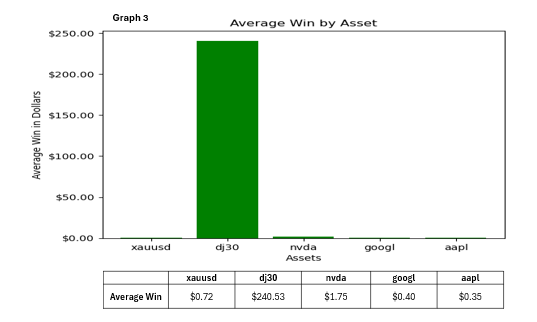 Graph 3
Average Win by Asset
$250.00
$200.00
$150.00
$100.00
$50.00
$0.00
Average Win in Dollars
xauusd dj30 nvda googl aapl
Assets
xauusd dj30 nvda googl aapl
Average Win $0.72 $240.53 $1.75 $0.40 $0.35